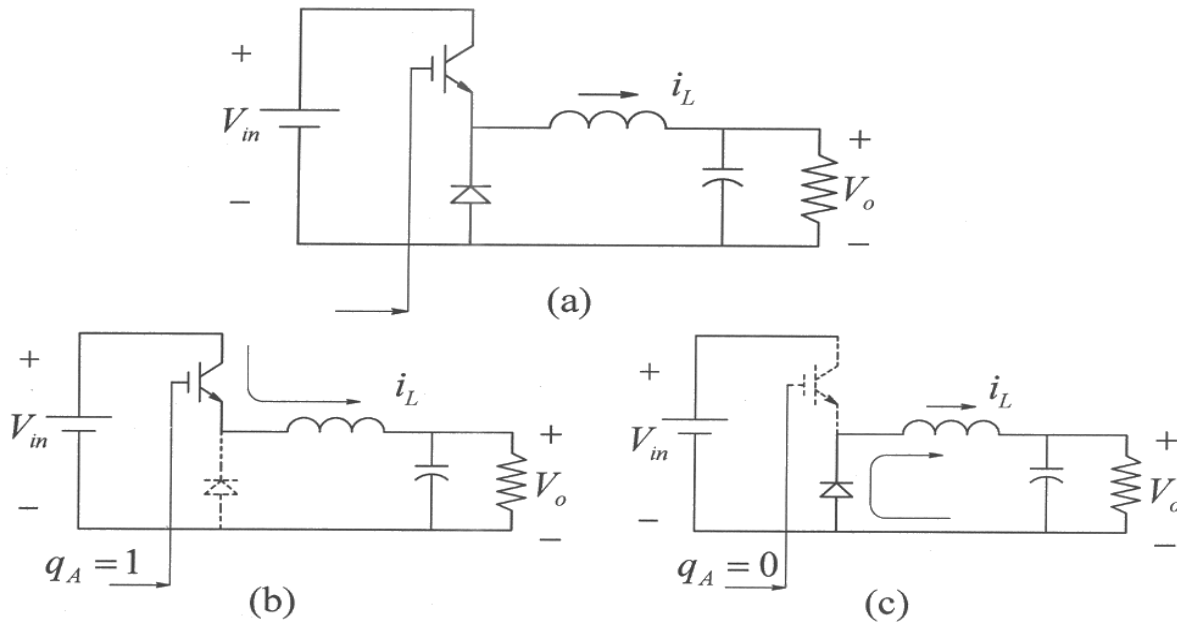 +
V_in
−
i_L
+
V_o
−
(a)
+
V_in
−
i_L
+
V_o
−
q_A = 1
(b)
+
V_in
−
i_L
+
V_o
−
q_A = 0
(c)